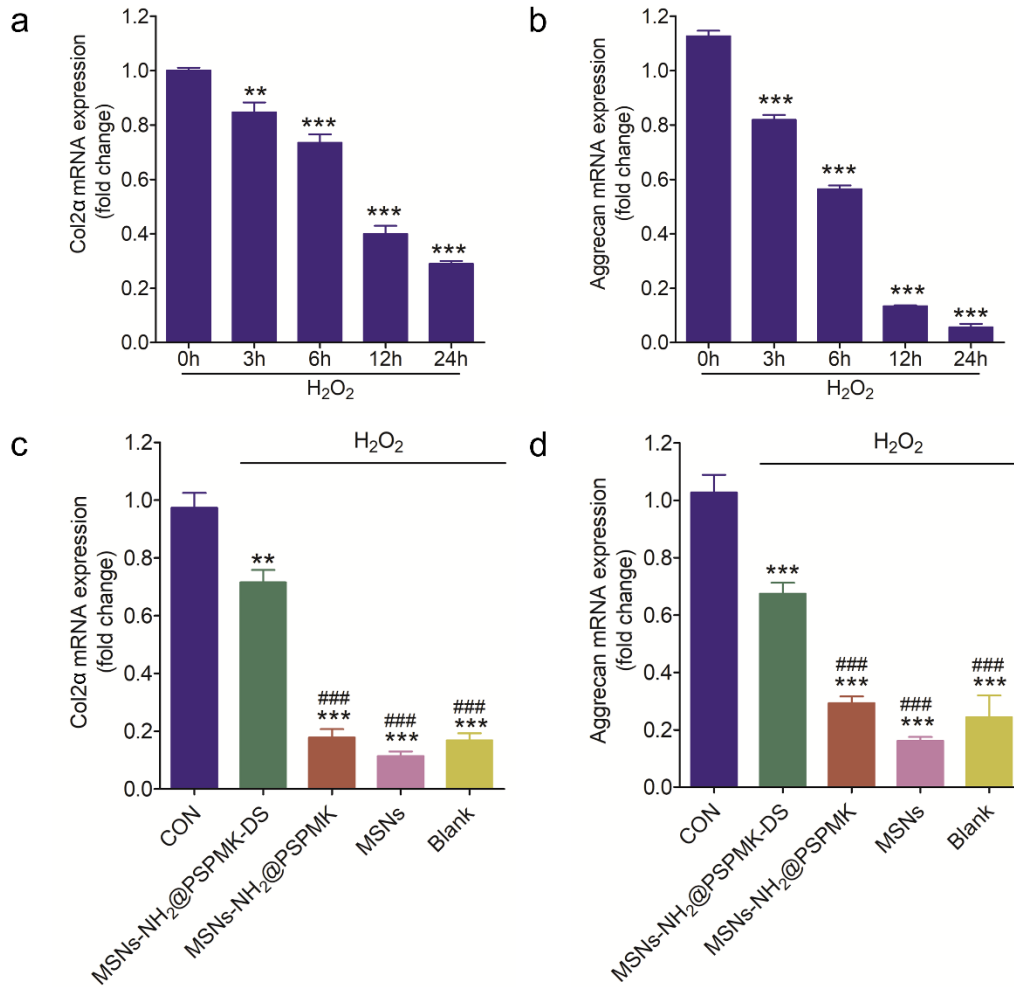 a
Col2α mRNA expression
(fold change)
1.2
1.0
0.8
0.6
0.4
0.2
0.0
**
***
***
***
0h 3h 6h 12h 24h
H₂O₂
b
Aggrecan mRNA expression
(fold change)
1.2
1.0
0.8
0.6
0.4
0.2
0.0
***
***
***
***
0h 3h 6h 12h 24h
H₂O₂
c
Col2α mRNA expression
(fold change)
1.2
1.0
0.8
0.6
0.4
0.2
0.0
H₂O₂
**
###
***
###
***
###
***
CON
MSNs-NH₂@PSPMK-DS
MSNs-NH₂@PSPMK
MSNs
Blank
d
Aggrecan mRNA expression
(fold change)
1.2
1.0
0.8
0.6
0.4
0.2
0.0
H₂O₂
***
###
***
###
***
###
***
CON
MSNs-NH₂@PSPMK-DS
MSNs-NH₂@PSPMK
MSNs
Blank